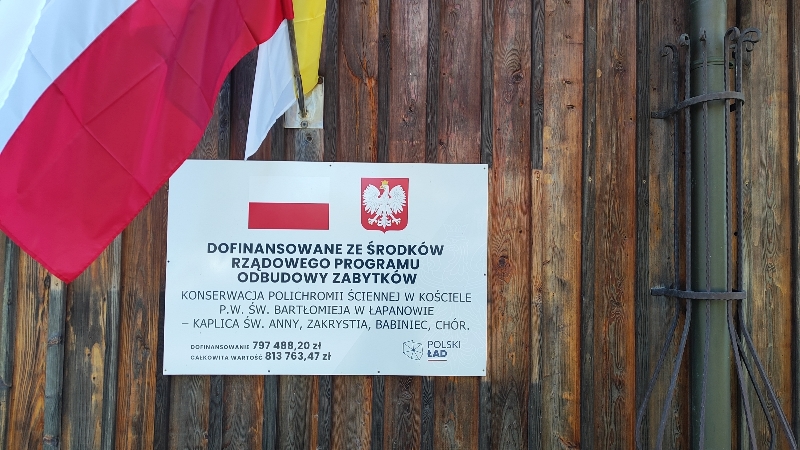 DOFINANSOWANE ZE ŚRODKÓW
RZĄDOWEGO PROGRAMU
ODBUDOWY ZABYTKÓW
KONSERWACJA POLICHROMII ŚCIENNEJ W KOŚCIELE
P.W. ŚW. BARTŁOMIEJA W ŁAPANOWIE
– KAPLICA ŚW. ANNY, ZAKRYSTIA, BABINIEC, CHÓR.
DOFINANSOWANIE 797 488,20 zł
CAŁKOWITA WARTOŚĆ 813 763,47 zł
POLSKI
ŁAD